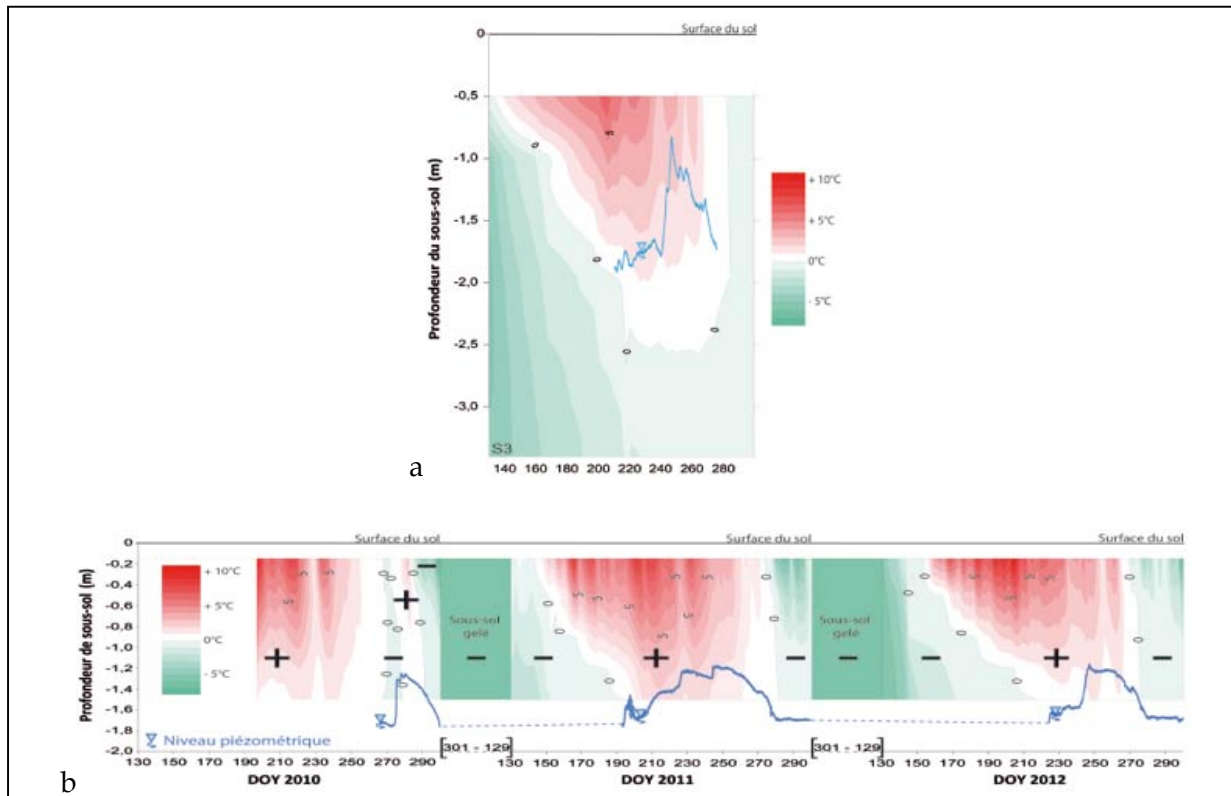 Surface du sol
0
-0,5
-1,0
-1,5
-2,0
-2,5
-3,0
Profondeur du sous-sol (m)
0
5
0
0
0
S3
140 160 180 200 220 240 260 280
+ 10°C
+ 5°C
0°C
- 5°C
a
Surface du sol Surface du sol Surface du sol
0
-0,2
-0,4
-0,6
-0,8
-1,0
-1,2
-1,4
-1,6
-1,8
-2,0
Profondeur de sous-sol (m)
+ 10°C
+ 5°C
0°C
- 5°C
Sous-sol gelé
Sous-sol gelé
Niveau piézométrique
130 150 170 190 210 230 250 270 290 [301 - 129] 130 150 170 190 210 230 250 270 290 [301 - 129] 130 150 170 190 210 230 250 270 290
DOY 2010 DOY 2011 DOY 2012
b